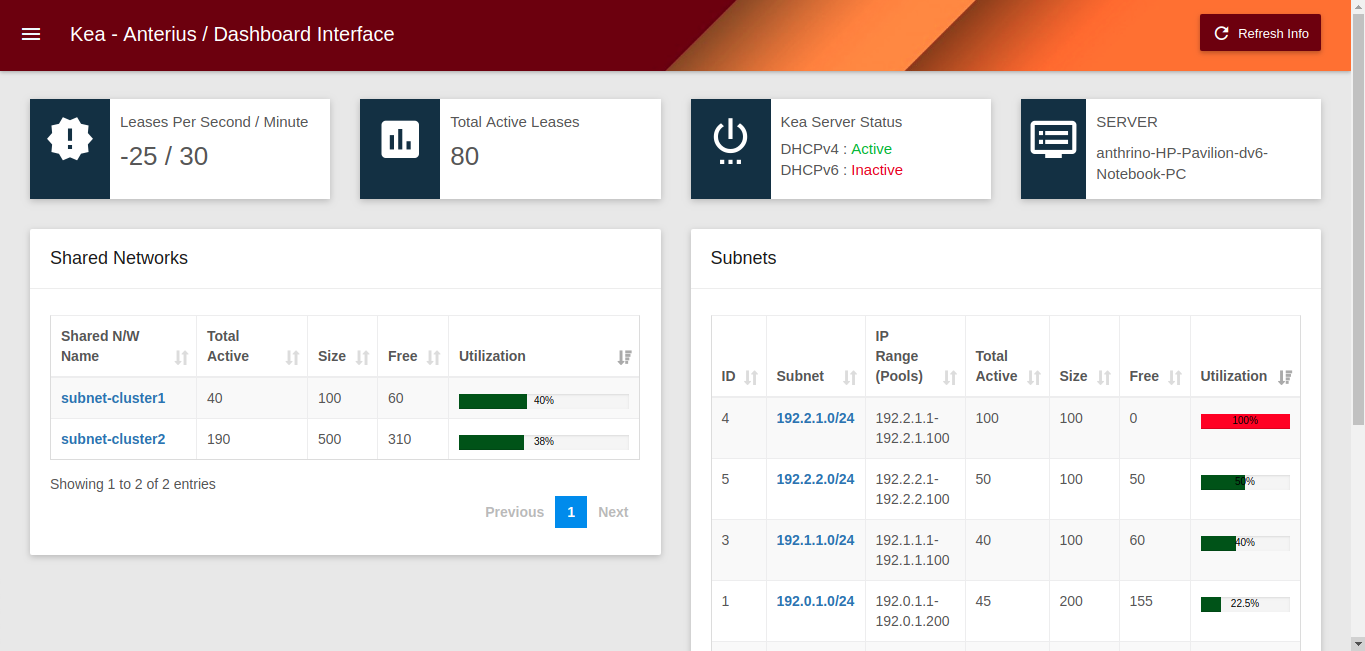 Kea - Anterius / Dashboard Interface
Refresh Info
Leases Per Second / Minute
-25 / 30
Total Active Leases
80
Kea Server Status
DHCPv4 : Active
DHCPv6 : Inactive
SERVER
anthrino-HP-Pavilion-dv6-
Notebook-PC
Shared Networks
Shared N/W
Name
Total
Active
Size
Free
Utilization
subnet-cluster1 40 100 60 40%
subnet-cluster2 190 500 310 38%
Showing 1 to 2 of 2 entries
Previous 1 Next
Subnets
ID
Subnet
IP
Range
(Pools)
Total
Active
Size
Free
Utilization
4 192.2.1.0/24 192.2.1.1- 100 100 0 100%
192.2.1.100
5 192.2.2.0/24 192.2.2.1- 50 100 50 50%
192.2.2.100
3 192.1.1.0/24 192.1.1.1- 40 100 60 40%
192.1.1.100
1 192.0.1.0/24 192.0.1.1- 45 200 155 22.5%
192.0.1.200